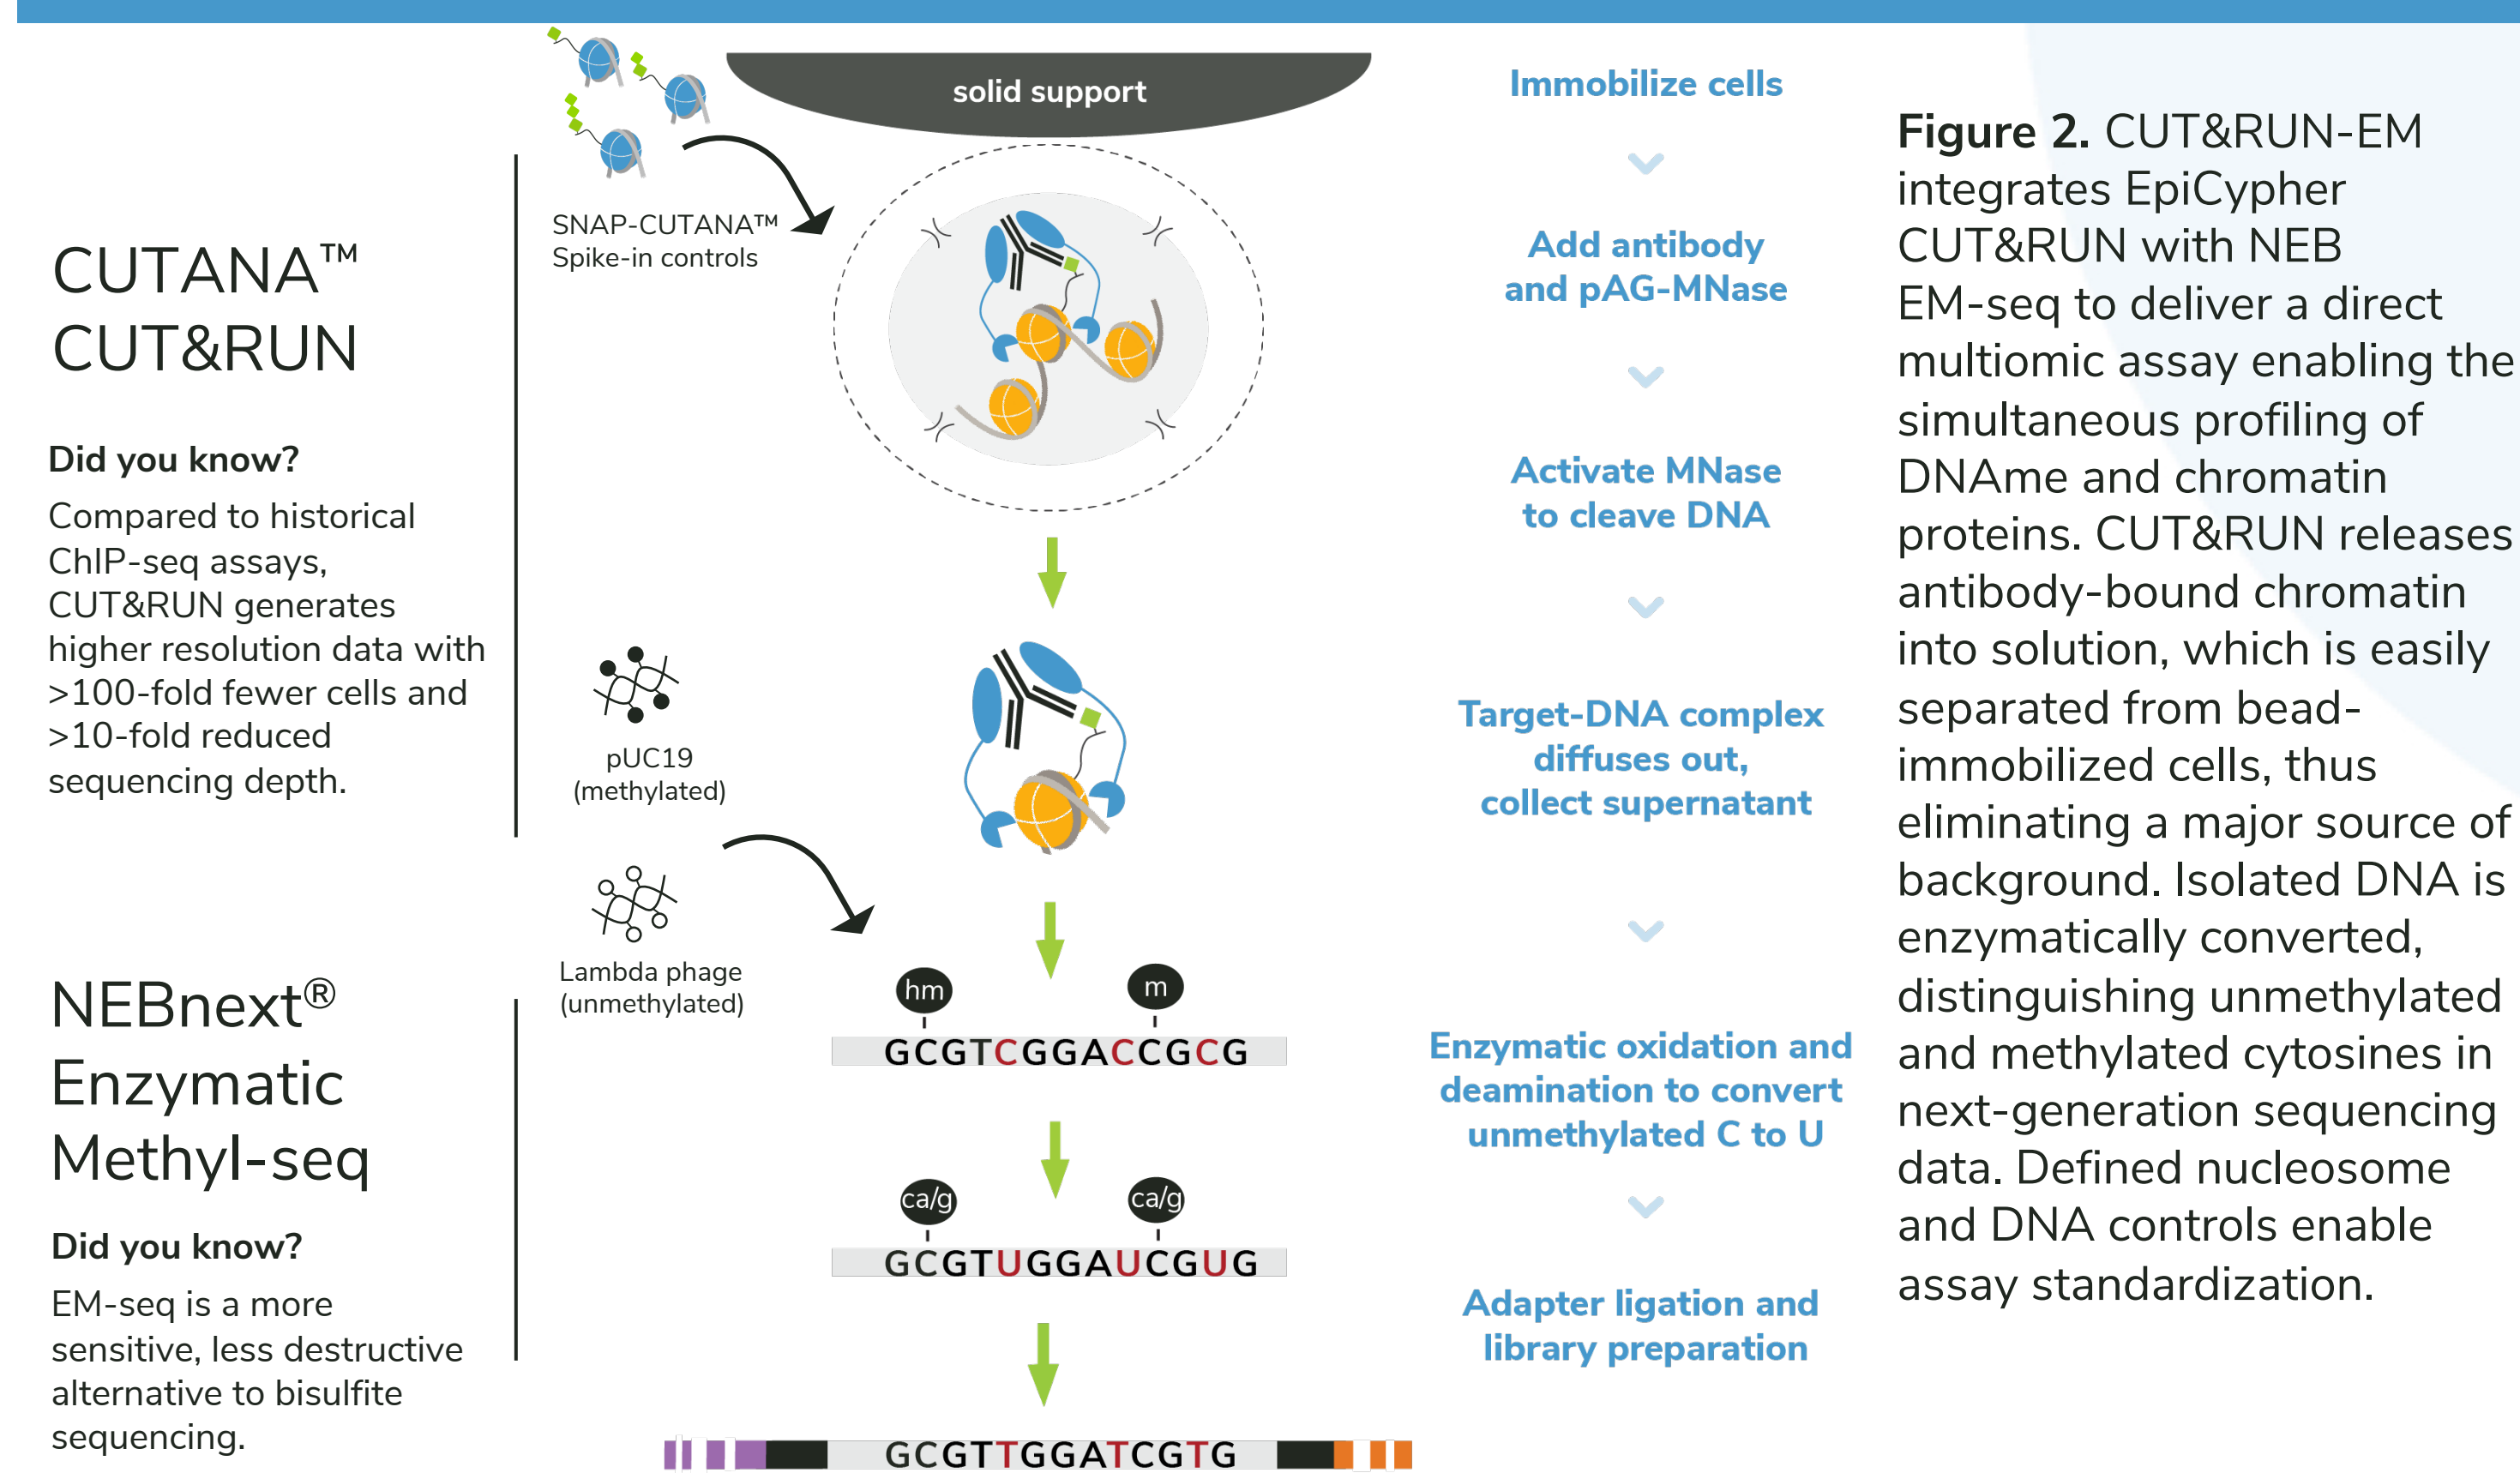 CUTANA™
CUT&RUN
Did you know?
Compared to historical
ChIP-seq assays,
CUT&RUN generates
higher resolution data with
>100-fold fewer cells and
>10-fold reduced
sequencing depth.
NEBnext®
Enzymatic
Methyl-seq
Did you know?
EM-seq is a more
sensitive, less destructive
alternative to bisulfite
sequencing.
solid support
SNAP-CUTANA™
Spike-in controls
pUC19
(methylated)
Lambda phage
(unmethylated)
hm
m
GCGTCGGACCGCG
ca/g
ca/g
GCGTUGGAUCGUG
GCGTTGGATCGTG
Immobilize cells
Add antibody
and pAG-MNase
Activate MNase
to cleave DNA
Target-DNA complex
diffuses out,
collect supernatant
Enzymatic oxidation and
deamination to convert
unmethylated C to U
Adapter ligation and
library preparation
Figure 2. CUT&RUN-EM
integrates EpiCypher
CUT&RUN with NEB
EM-seq to deliver a direct
multiomic assay enabling the
simultaneous profiling of
DNAme and chromatin
proteins. CUT&RUN releases
antibody-bound chromatin
into solution, which is easily
separated from bead-
immobilized cells, thus
eliminating a major source of
background. Isolated DNA is
enzymatically converted,
distinguishing unmethylated
and methylated cytosines in
next-generation sequencing
data. Defined nucleosome
and DNA controls enable
assay standardization.